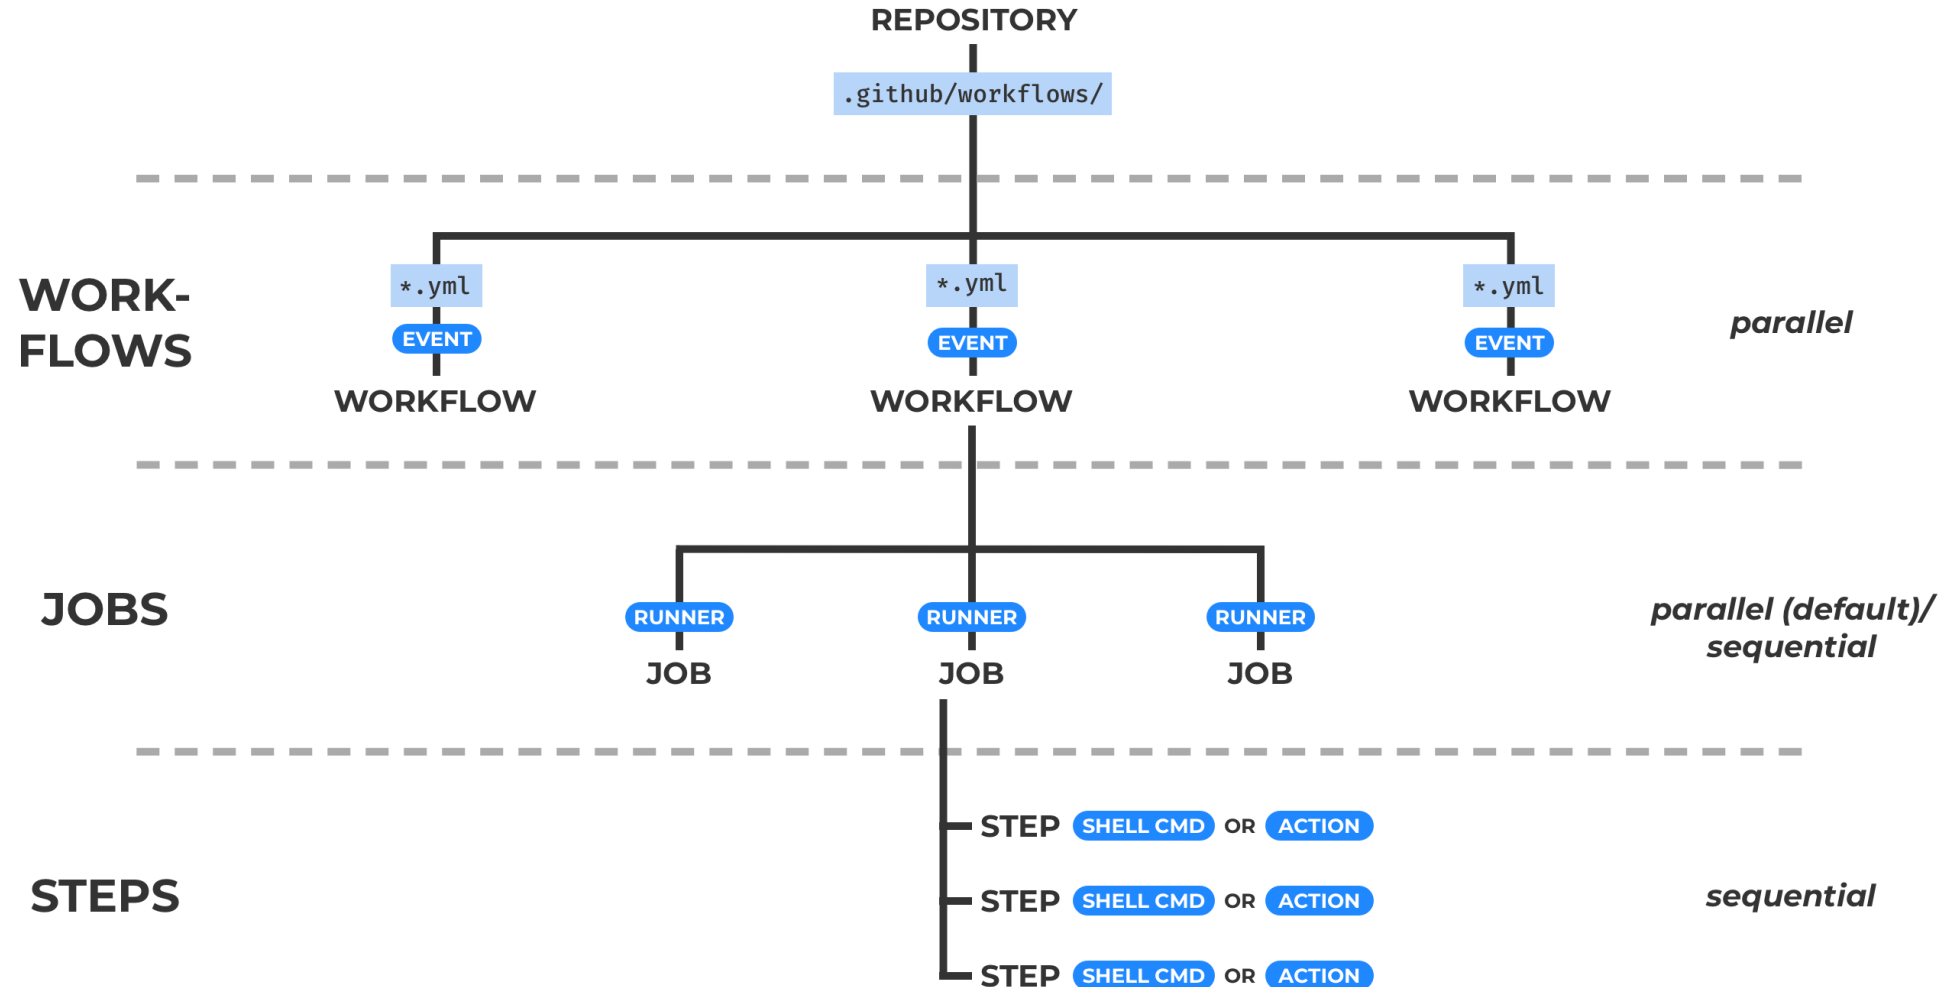 REPOSITORY
.github/workflows/
WORK-
FLOWS
*.yml *.yml *.yml
EVENT EVENT EVENT
parallel
WORKFLOW WORKFLOW WORKFLOW
JOBS
RUNNER RUNNER RUNNER
parallel (default)/
sequential
JOB JOB JOB
STEPS
STEP SHELL CMD OR ACTION
STEP SHELL CMD OR ACTION
sequential
STEP SHELL CMD OR ACTION